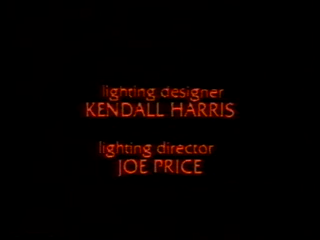 lighting designer
KENDALL HARRIS
lighting director
JOE PRICE